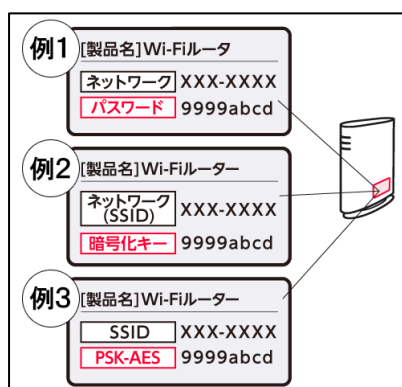 例1
[製品名]Wi-Fiルータ
ネットワーク XXX-XXXX
パスワード 9999abcd
例2
[製品名]Wi-Fiルーター
ネットワーク
(SSID) XXX-XXXX
暗号化キー 9999abcd
例3
[製品名]Wi-Fiルーター
SSID XXX-XXXX
PSK-AES 9999abcd